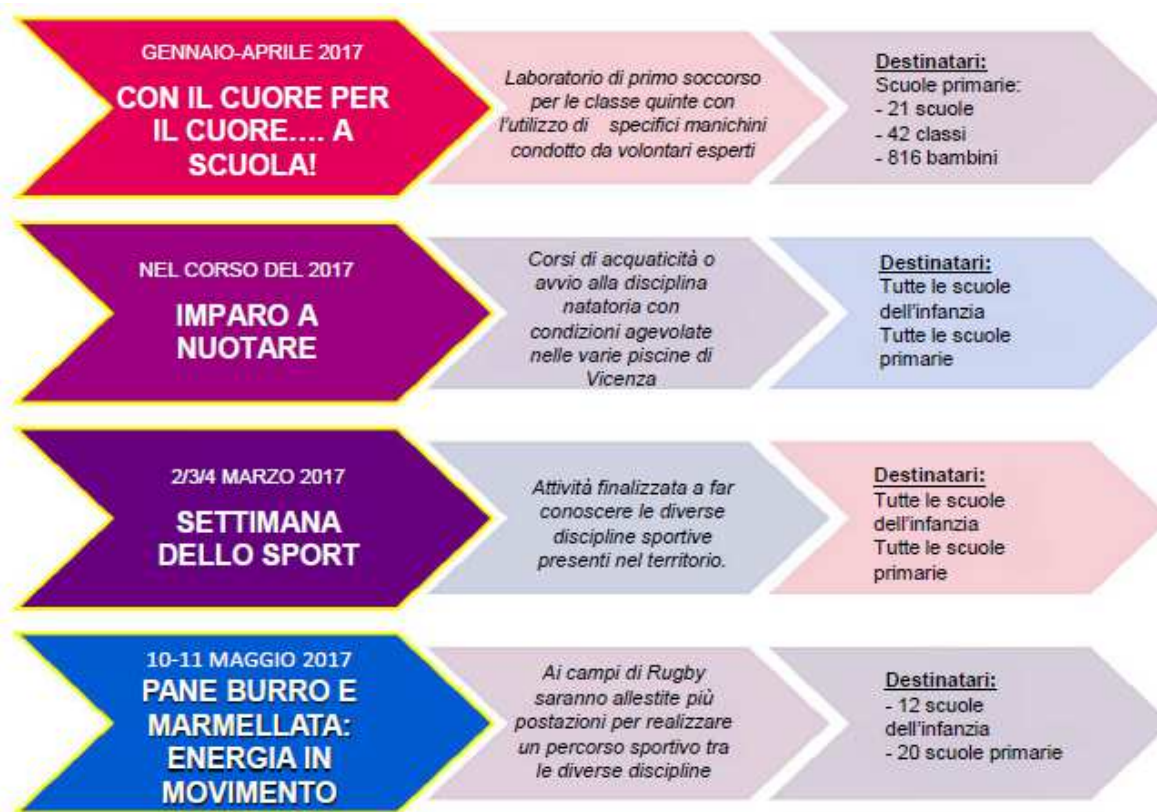 GENNAIO-APRILE 2017
CON IL CUORE PER
IL CUORE.... A
SCUOLA!
Laboratorio di primo soccorso
per le classe quinte con
l'utilizzo di specifici manichini
condotto da volontari esperti
Destinatari:
Scuole primarie:
- 21 scuole
- 42 classi
- 816 bambini
NEL CORSO DEL 2017
IMPARO A
NUOTARE
Corsi di acquaticità o
avvio alla disciplina
natatoria con
condizioni agevolate
nelle varie piscine di
Vicenza
Destinatari:
Tutte le scuole
dell'infanzia
Tutte le scuole
primarie
2/3/4 MARZO 2017
SETTIMANA
DELLO SPORT
Attività finalizzata a far
conoscere le diverse
discipline sportive
presenti nel territorio.
Destinatari:
Tutte le scuole
dell'infanzia
Tutte le scuole
primarie
10-11 MAGGIO 2017
PANE BURRO E
MARMELLATA:
ENERGIA IN
MOVIMENTO
Ai campi di Rugby
saranno allestite più
postazioni per realizzare
un percorso sportivo tra
le diverse discipline
Destinatari:
- 12 scuole
dell'infanzia
- 20 scuole primarie